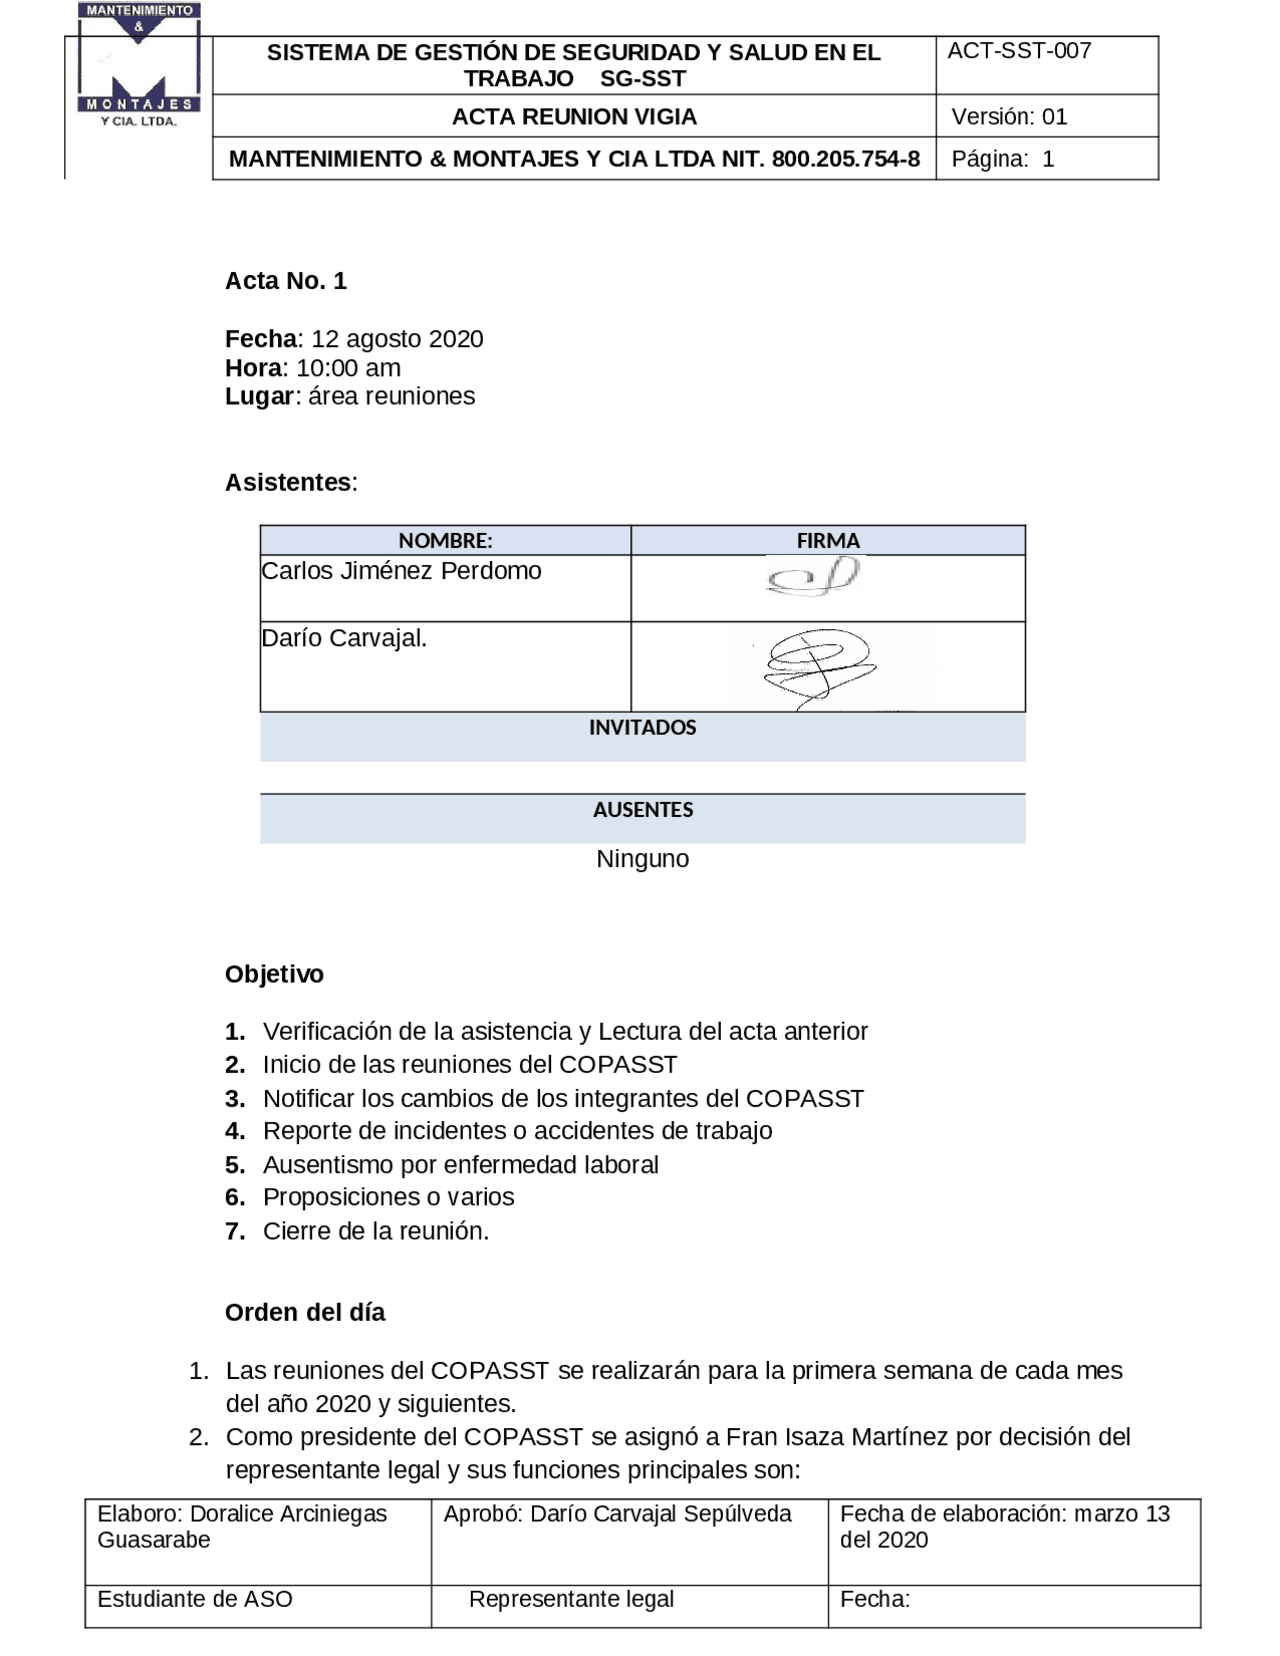 MANTENIMIENTO
&
MONTAJES
Y CIA. LTDA.
SISTEMA DE GESTIÓN DE SEGURIDAD Y SALUD EN EL
TRABAJO    SG-SST
ACT-SST-007
ACTA REUNION VIGIA
Versión: 01
MANTENIMIENTO & MONTAJES Y CIA LTDA NIT. 800.205.754-8
Página:  1
Acta No. 1
Fecha: 12 agosto 2020
Hora: 10:00 am
Lugar: área reuniones
Asistentes:
NOMBRE:
FIRMA
Carlos Jiménez Perdomo
Darío Carvajal.
INVITADOS
AUSENTES
Ninguno
Objetivo
1. Verificación de la asistencia y Lectura del acta anterior
2. Inicio de las reuniones del COPASST
3. Notificar los cambios de los integrantes del COPASST
4. Reporte de incidentes o accidentes de trabajo
5. Ausentismo por enfermedad laboral
6. Proposiciones o varios
7. Cierre de la reunión.
Orden del día
1. Las reuniones del COPASST se realizarán para la primera semana de cada mes
del año 2020 y siguientes.
2. Como presidente del COPASST se asignó a Fran Isaza Martínez por decisión del
representante legal y sus funciones principales son:
Elaboro: Doralice Arciniegas
Guasarabe
Aprobó: Darío Carvajal Sepúlveda
Fecha de elaboración: marzo 13
del 2020
Estudiante de ASO
Representante legal
Fecha: